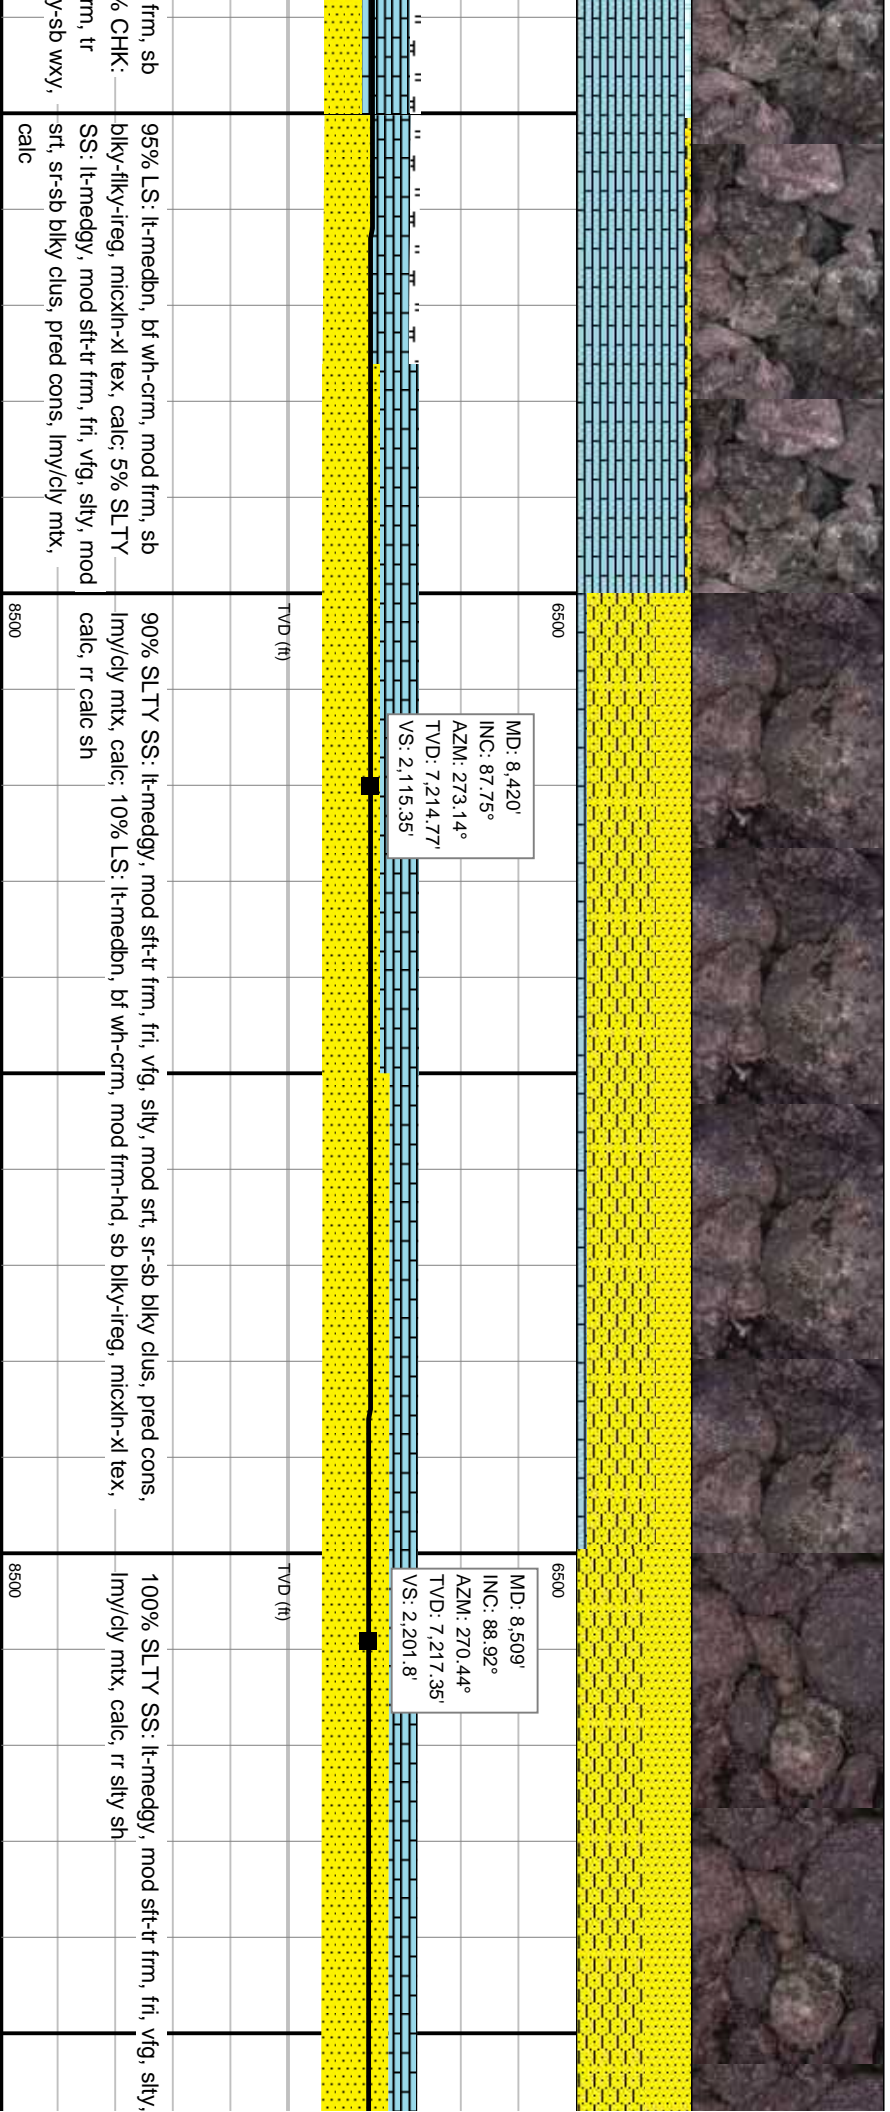 frm, sb
% CHK:
rm, tr
y-sb wxy,
95% LS: lt-medbn, bf wh-crm, mod frm, sb
blky-flky-ireg, micxln-xl tex, calc; 5% SLTY
SS: lt-medgy, mod sft-tr frm, fri, vfg, slty, mod
srt, sr-sb blky clus, pred cons, lmy/cly mtx,
calc
6500
TVD (ft)
8500
MD: 8,420'
INC: 87.75°
AZM: 273.14°
TVD: 7,214.77'
VS: 2,115.35'
90% SLTY SS: lt-medgy, mod sft-tr frm, fri, vfg, slty, mod srt, sr-sb blky clus, pred cons,
lmy/cly mtx, calc; 10% LS: lt-medbn, bf wh-crm, mod frm-hd, sb blky-ireg, micxln-xl tex,
calc, rr calc sh
6500
TVD (ft)
8500
MD: 8,509'
INC: 88.92°
AZM: 270.44°
TVD: 7,217.35'
VS: 2,201.8'
100% SLTY SS: lt-medgy, mod sft-tr frm, fri, vfg, slty,
lmy/cly mtx, calc, rr slty sh